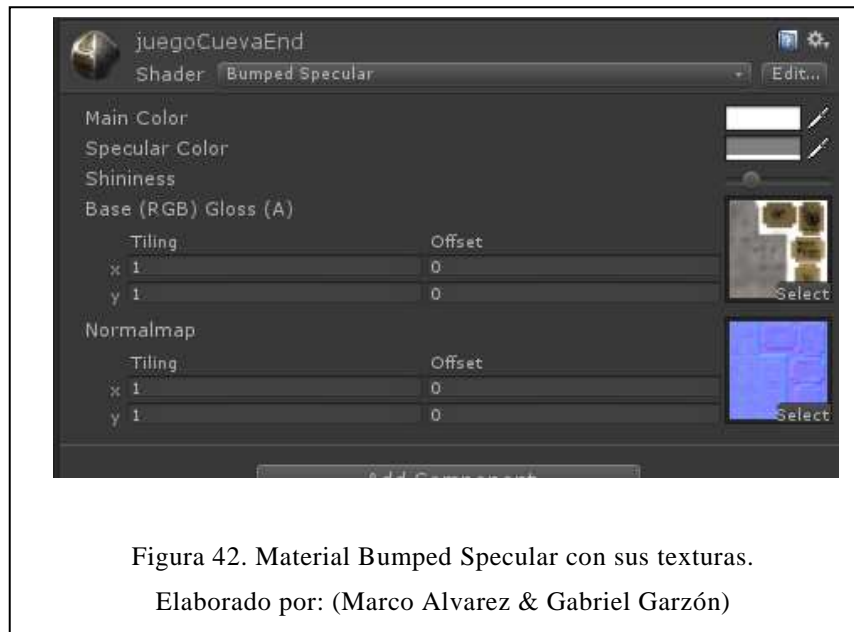 juegoCuevaEnd
Shader Bumped Specular Edit...
Main Color
Specular Color
Shininess
Base (RGB) Gloss (A)
Tiling Offset
x 1 0
y 1 0
Select
Normalmap
Tiling Offset
x 1 0
y 1 0
Select
Add Component
Figura 42. Material Bumped Specular con sus texturas.
Elaborado por: (Marco Alvarez & Gabriel Garzón)